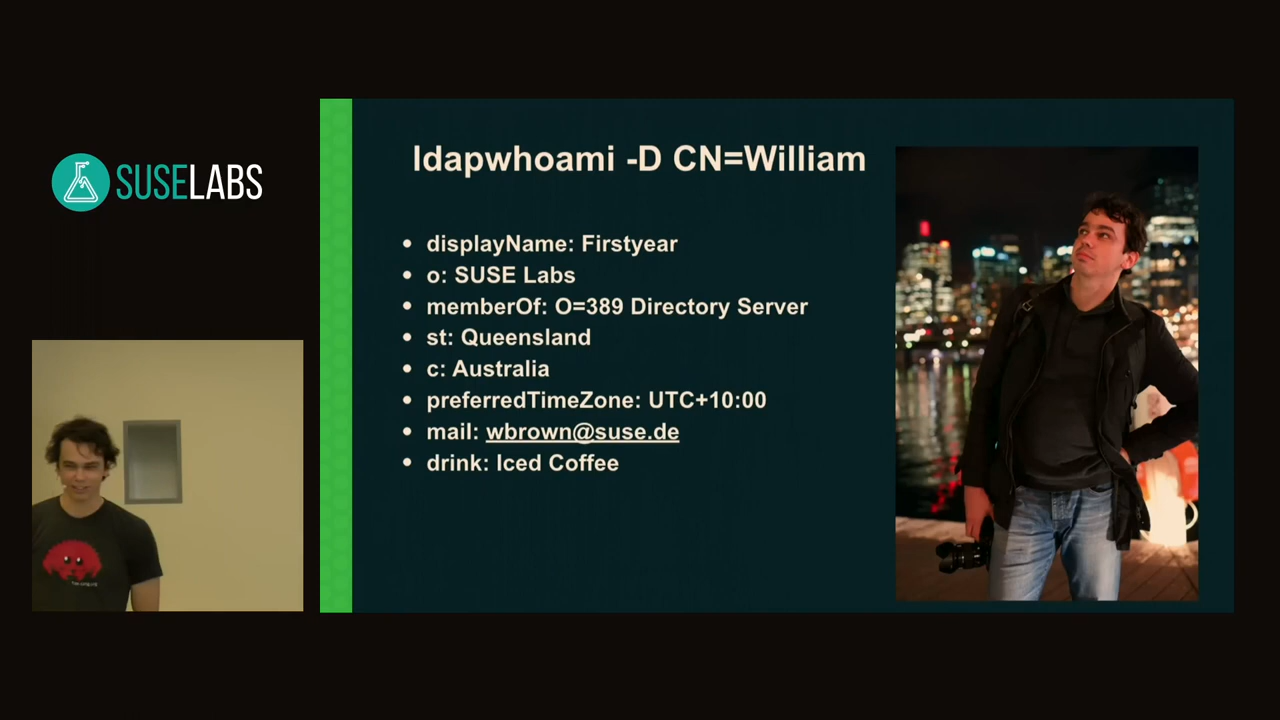 SUSELABS
ldapwhoami -D CN=William
• displayName: Firstyear
• o: SUSE Labs
• memberOf: O=389 Directory Server
• st: Queensland
• c: Australia
• preferredTimeZone: UTC+10:00
• mail: wbrown@suse.de
• drink: Iced Coffee